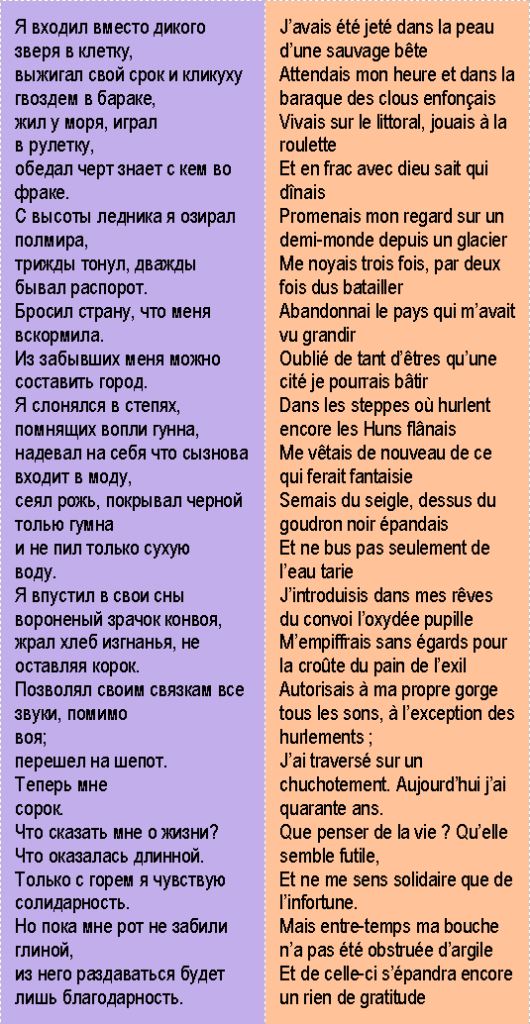 Я входил вместо дикого
зверя в клетку,
выжигал свой срок и кликуху
гвоздем в бараке,
жил у моря, играл
в рулетку,
обедал черт знает с кем во
фраке.
С высоты ледника я озирал
полмира,
трижды тонул, дважды
бывал распорот.
Бросил страну, что меня
вскормила.
Из забывших меня можно
составить город.
Я слонялся в степях,
помнящих вопли гунна,
надевал на себя что сызнова
входит в моду,
сеял рожь, покрывал черной
толью гумна
и не пил только сухую
воду.
Я впустил в свои сны
вороненый зрачок конвоя,
жрал хлеб изгнанья, не
оставляя корок.
Позволял своим связкам все
звуки, помимо
воя;
перешел на шепот.
Теперь мне
сорок.
Что сказать мне о жизни?
Что оказалась длинной.
Только с горем я чувствую
солидарность.
Но пока мне рот не забили
глиной,
из него раздаваться будет
лишь благодарность.
J'avais été jeté dans la peau
d'une sauvage bête
Attendais mon heure et dans la
baraque des clous enfonçais
Vivais sur le littoral, jouais à la
roulette
Et en frac avec dieu sait qui
dînais
Promenais mon regard sur un
demi-monde depuis un glacier
Me noyais trois fois, par deux
fois dus batailler
Abandonnai le pays qui m'avait
vu grandir
Oublié de tant d'êtres qu'une
cité je pourrais bâtir
Dans les steppes où hurlent
encore les Huns flânais
Me vêtais de nouveau de ce
qui ferait fantaisie
Semais du seigle, dessus du
goudron noir épandais
Et ne bus pas seulement de
l'eau tarie
J'introduisis dans mes rêves
du convoi l'oxydée pupille
M'empiffrais sans égards pour
la croûte du pain de l'exil
Autorisais à ma propre gorge
tous les sons, à l'exception des
hurlements ;
J'ai traversé sur un
chuchotement. Aujourd'hui j'ai
quarante ans.
Que penser de la vie ? Qu'elle
semble futile,
Et ne me sens solidaire que de
l'infortune.
Mais entre-temps ma bouche
n'a pas été obstruée d'argile
Et de celle-ci s'épandra encore
un rien de gratitude